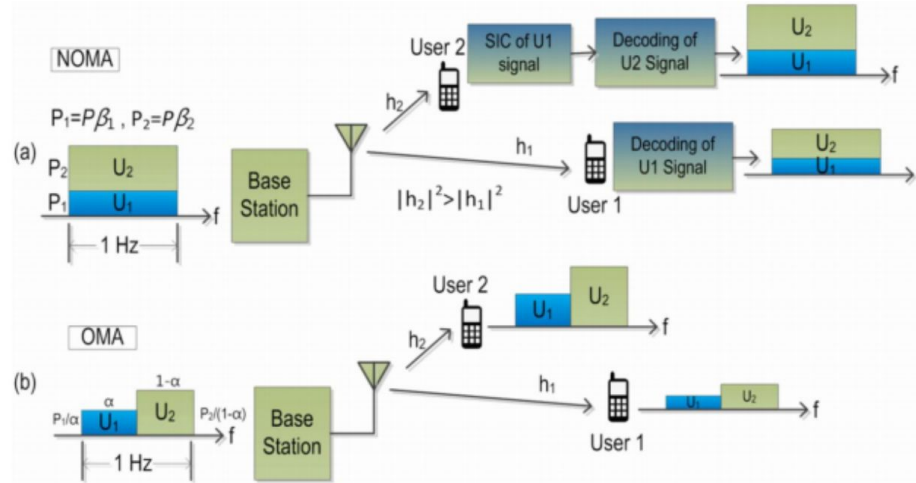 NOMA
P₁=Pβ₁ , P₂=Pβ₂
(a)
P₂
U₂
P₁
U₁
f
1 Hz
Base
Station
h₂
User 2
SIC of U1
signal
Decoding of
U2 Signal
U₂
U₁
f
h₁
|h₂|²>|h₁|²
User 1
Decoding of
U1 Signal
U₂
U₁
f
OMA
(b)
P₁/α
α
U₁
1-α
U₂
P₂/(1-α)
f
1 Hz
Base
Station
h₂
User 2
U₁
U₂
f
h₁
User 1
U₁
U₂
f